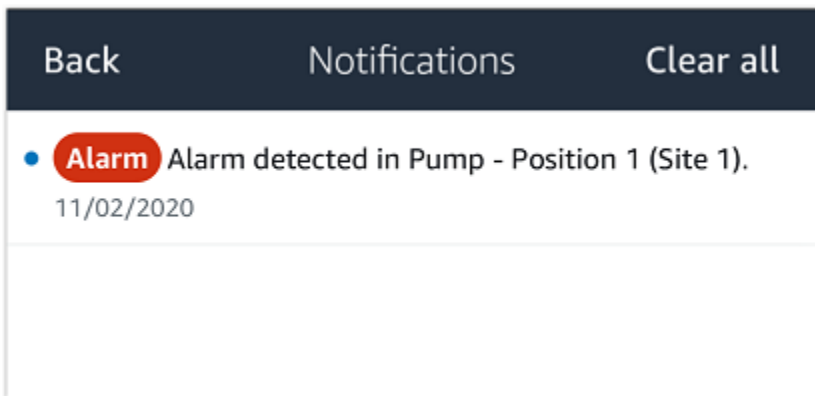 Back Notifications Clear all
Alarm Alarm detected in Pump - Position 1 (Site 1).
11/02/2020